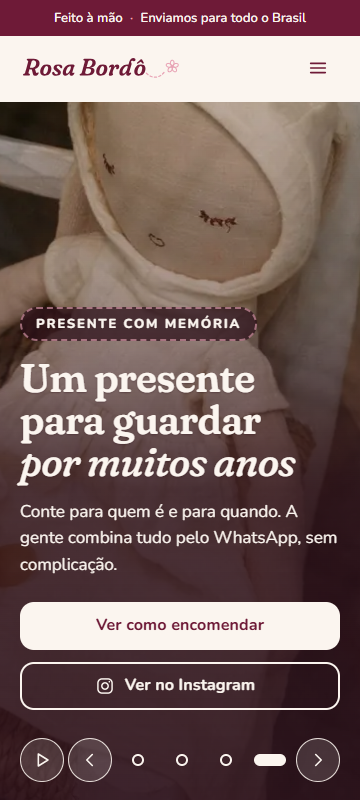 Feito à mão · Enviamos para todo o Brasil
Rosa Bordô
PRESENTE COM MEMÓRIA
Um presente
para guardar
por muitos anos
Conte para quem é e para quando. A
gente combina tudo pelo WhatsApp, sem
complicação.
Ver como encomendar
Ver no Instagram